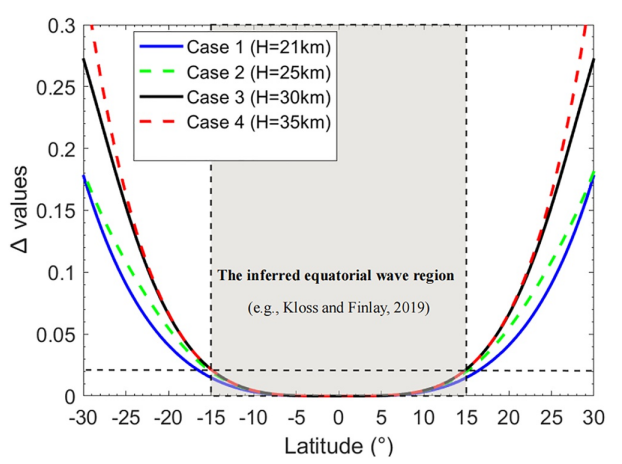 0.3
0.25
0.2
0.15
0.1
0.05
0
Δ values
Case 1 (H=21km)
Case 2 (H=25km)
Case 3 (H=30km)
Case 4 (H=35km)
The inferred equatorial wave region
(e.g., Kloss and Finlay, 2019)
-30 -25 -20 -15 -10 -5 0 5 10 15 20 25 30
Latitude (°)